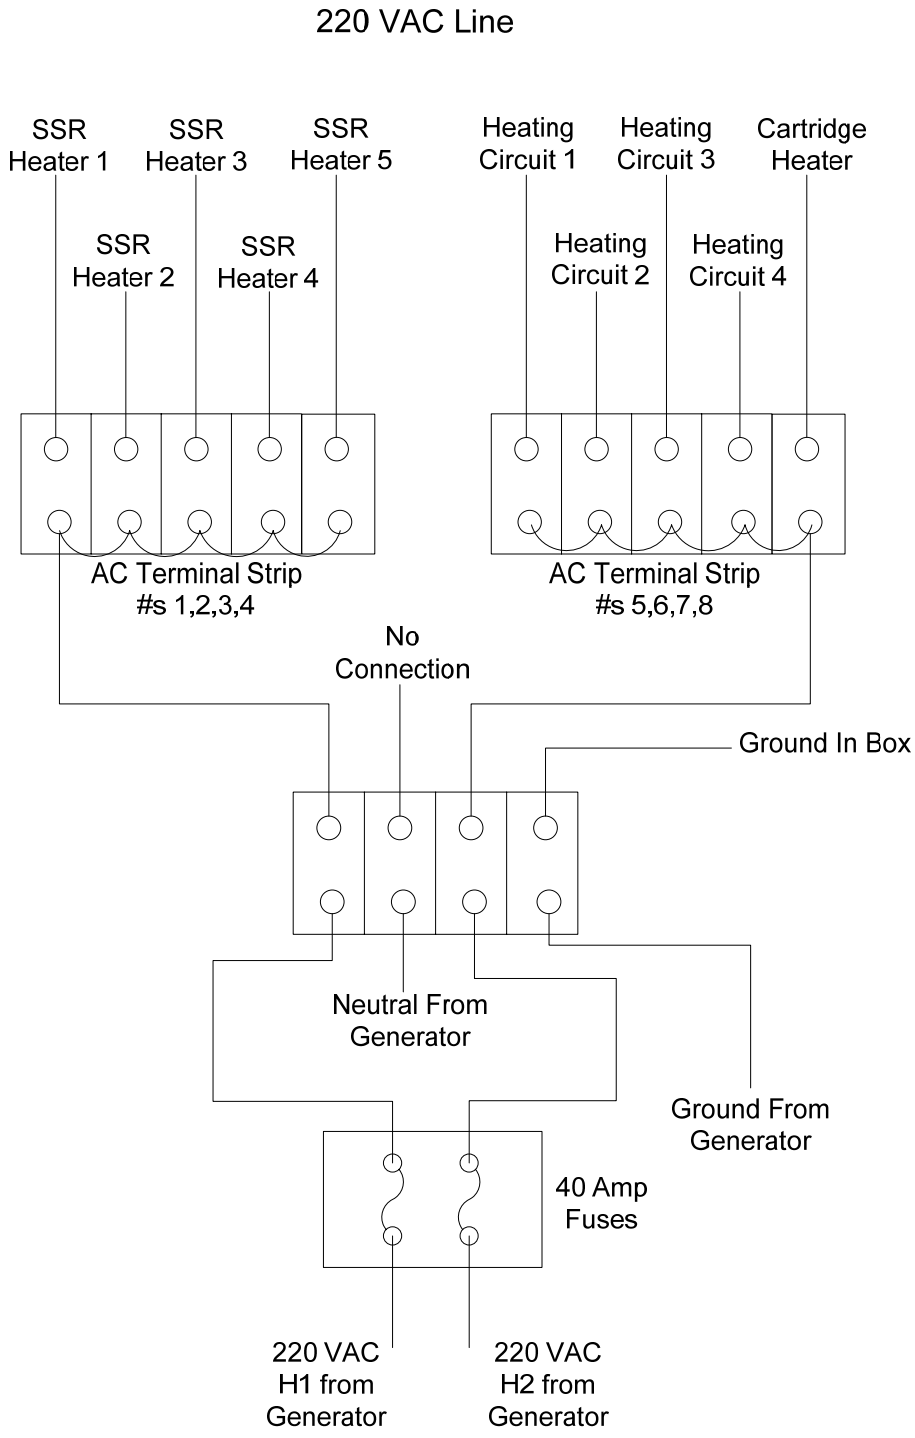 220 VAC Line
SSR
Heater 1
SSR
Heater 3
SSR
Heater 5
SSR
Heater 2
SSR
Heater 4
Heating
Circuit 1
Heating
Circuit 3
Cartridge
Heater
Heating
Circuit 2
Heating
Circuit 4
AC Terminal Strip
#s 1,2,3,4
AC Terminal Strip
#s 5,6,7,8
No
Connection
Ground In Box
Neutral From
Generator
Ground From
Generator
40 Amp
Fuses
220 VAC
H1 from
Generator
220 VAC
H2 from
Generator